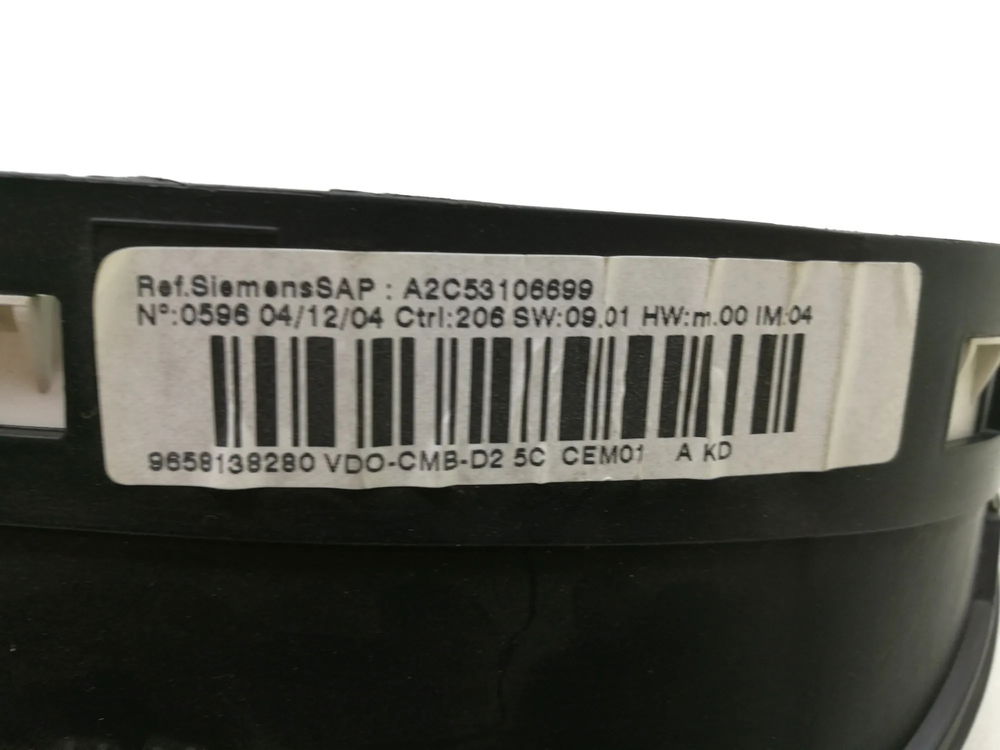 Ref.SiemensSAP : A2C53106699
Nº:0596 04/12/04 Ctrl:206 SW:09.01 HW:m.00 IM:04
9658138280 VDO-CMB-D2 5C CEM01 A KD